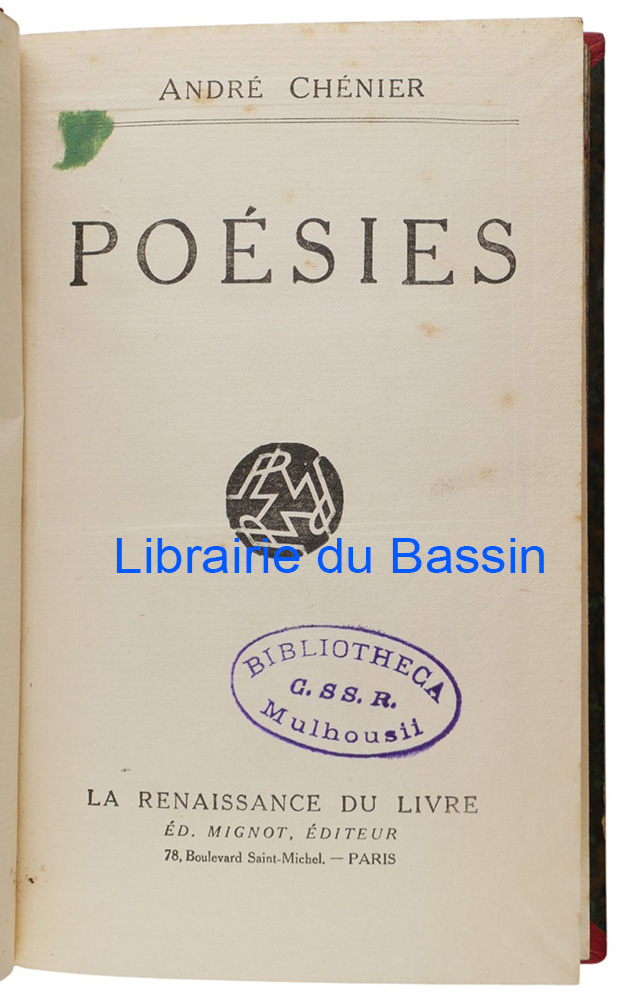 ANDRÉ CHÉNIER
POÉSIES
Librairie du Bassin
BIBLIOTHECA
C. SS. R.
Mulhousii
LA RENAISSANCE DU LIVRE
ÉD. MIGNOT, ÉDITEUR
78, Boulevard Saint-Michel. — PARIS